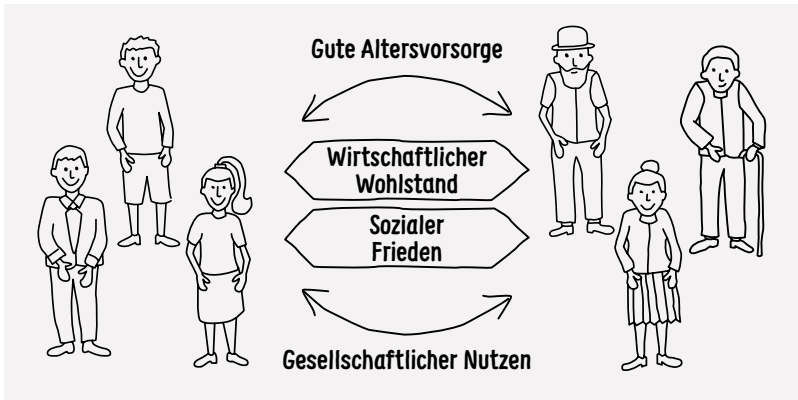 Gute Altersvorsorge
Wirtschaftlicher
Wohlstand
Sozialer
Frieden
Gesellschaftlicher Nutzen